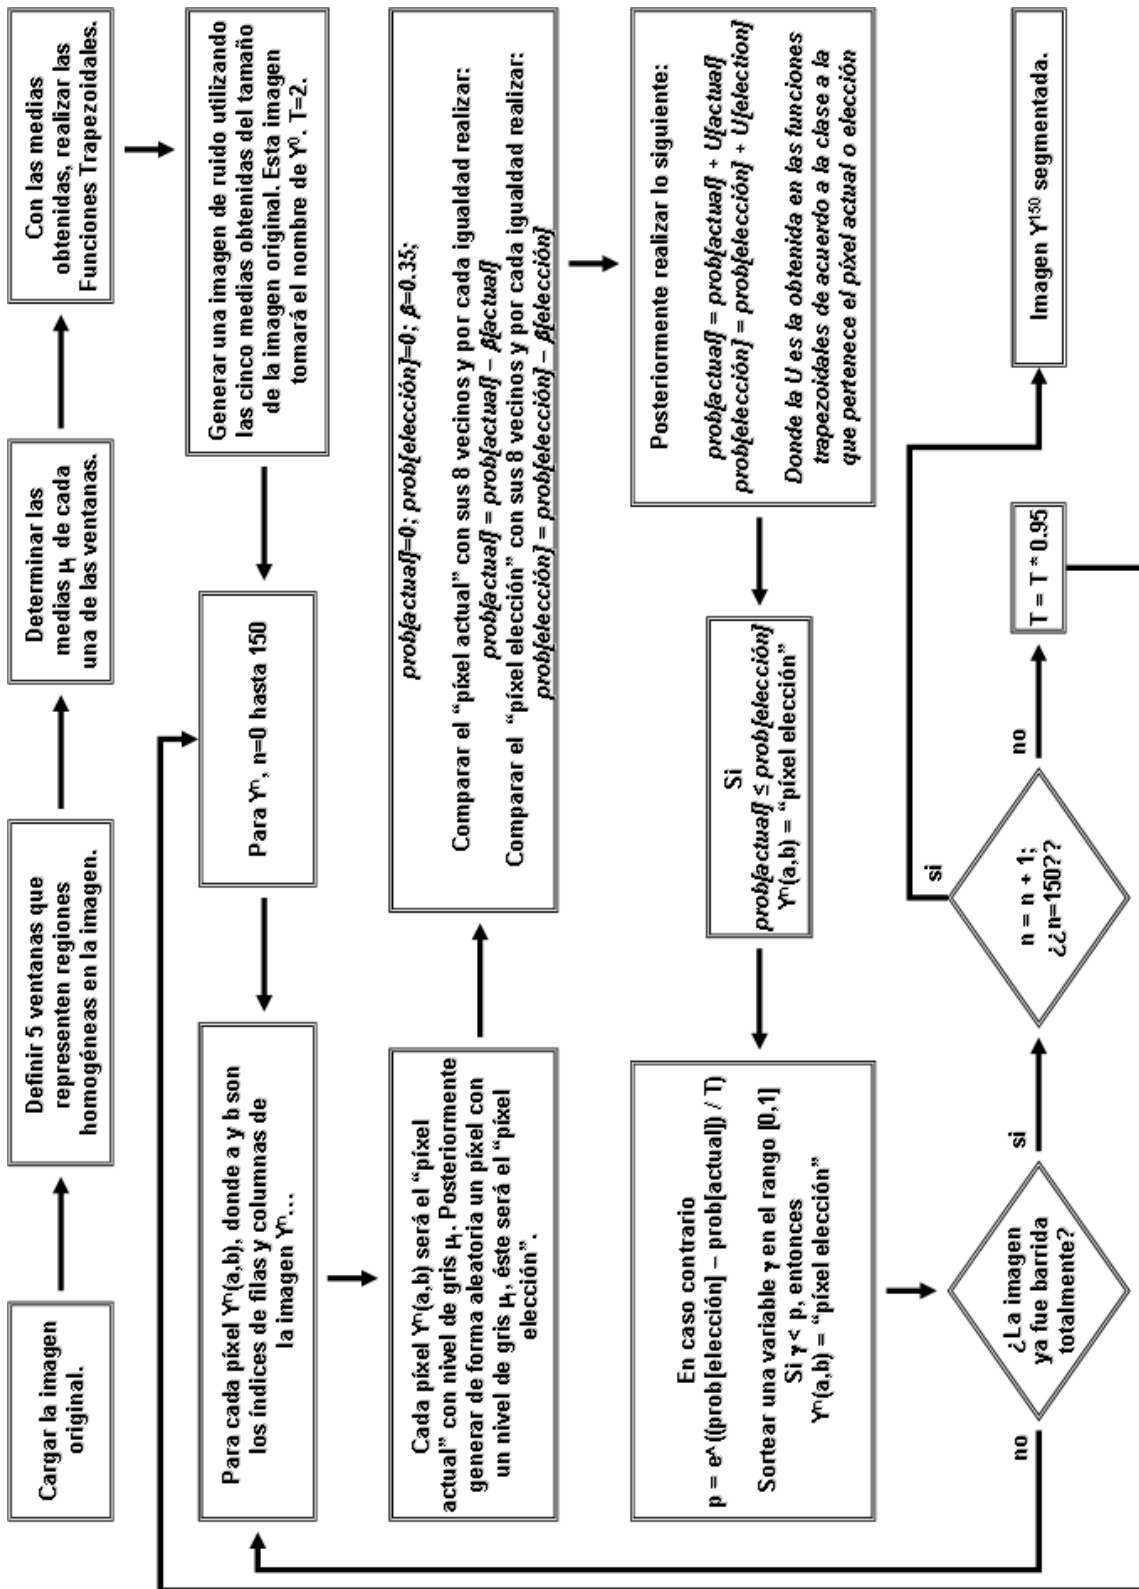 Cargar la imagen
original.
Definir 5 ventanas que
representen regiones
homogéneas en la imagen.
Determinar las
medias μi de cada
una de las ventanas.
Con las medias
obtenidas, realizar las
Funciones Trapezoidales.
Generar una imagen de ruido utilizando
las cinco medias obtenidas del tamaño
de la imagen original. Esta imagen
tomará el nombre de Y⁰. T=2.
Para Yⁿ, n=0 hasta 150
Para cada píxel Yⁿ(a,b), donde a y b son
los índices de filas y columnas de
la imagen Yⁿ...
Cada píxel Yⁿ(a,b) será el “píxel
actual” con nivel de gris μi. Posteriormente
generar de forma aleatoria un píxel con
un nivel de gris μi, éste será el “píxel
elección”.
prob[actual]=0; prob[elección]=0; β=0.35;
Comparar el “píxel actual” con sus 8 vecinos y por cada igualdad realizar:
prob[actual] = prob[actual] – β[actual]
Comparar el “píxel elección” con sus 8 vecinos y por cada igualdad realizar:
prob[elección] = prob[elección] – β[elección]
Posteriormente realizar lo siguiente:
prob[actual] = prob[actual] + U[actual]
prob[elección] = prob[elección] + U[election]
Donde la U es la obtenida en las funciones
trapezoidales de acuerdo a la clase a la
que pertenece el píxel actual o elección
Si
prob[actual] ≤ prob[elección]
Yⁿ(a,b) = “píxel elección”
En caso contrario
p = e^((prob[elección] – prob[actual]) / T)
Sortear una variable γ en el rango [0,1]
Si γ < p, entonces
Yⁿ(a,b) = “píxel elección”
¿La imagen
ya fue barrida
totalmente?
no
si
n = n + 1;
¿¿n=150??
no
si
T = T * 0.95
Imagen Y¹⁵⁰ segmentada.